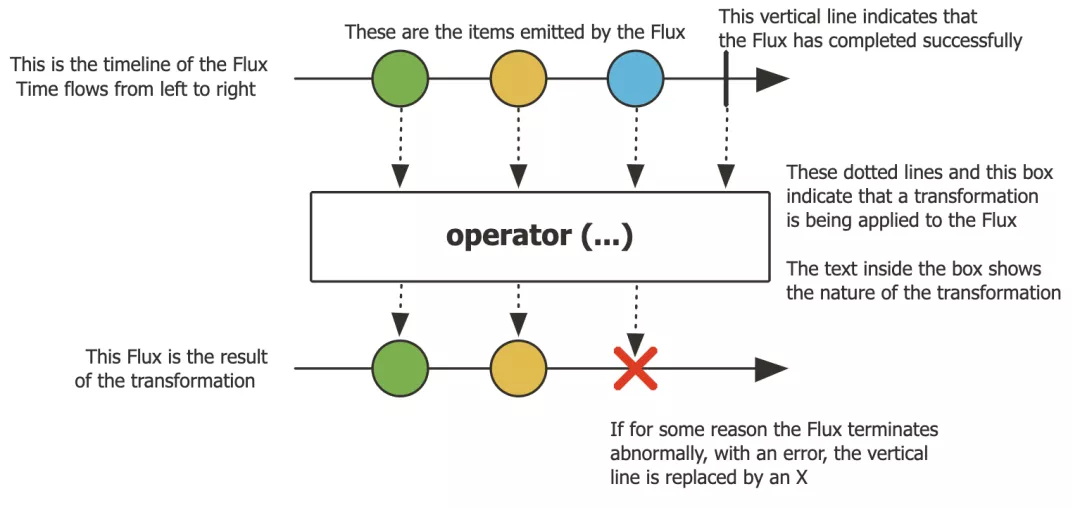 These are the items emitted by the Flux
This vertical line indicates that
the Flux has completed successfully
This is the timeline of the Flux
Time flows from left to right
These dotted lines and this box
indicate that a transformation
is being applied to the Flux
operator (...)
The text inside the box shows
the nature of the transformation
This Flux is the result
of the transformation
If for some reason the Flux terminates
abnormally, with an error, the vertical
line is replaced by an X